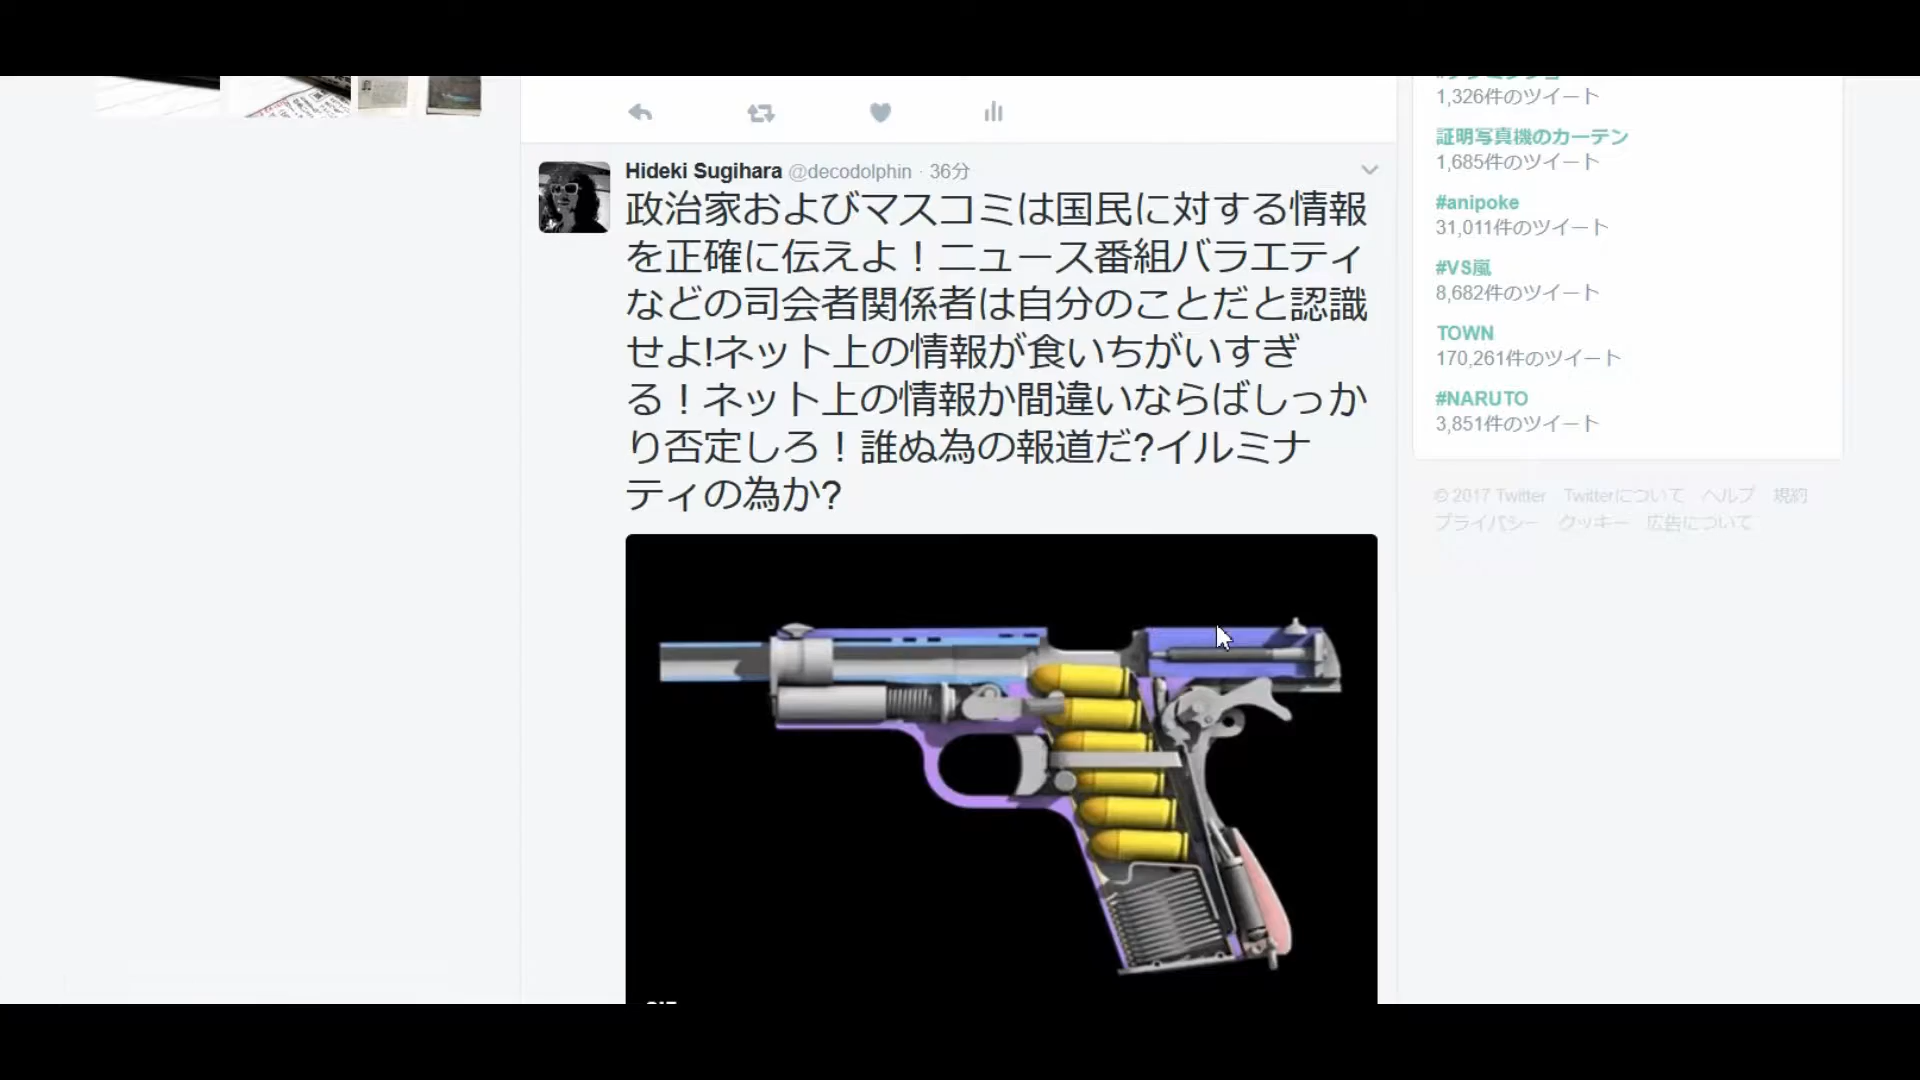 Hideki Sugihara @decodolphin · 36分
政治家およびマスコミは国民に対する情報
を正確に伝えよ！ニュース番組バラエティ
などの司会者関係者は自分のことだと認識
せよ!ネット上の情報が食いちがいすぎ
る！ネット上の情報か間違いならばしっか
り否定しろ！誰ぬ為の報道だ?イルミナ
ティの為か?
1,326件のツイート
証明写真機のカーテン
1,685件のツイート
#anipoke
31,011件のツイート
#VS嵐
8,682件のツイート
TOWN
170,261件のツイート
#NARUTO
3,851件のツイート
© 2017 Twitter Twitterについて ヘルプ 規約
プライバシー クッキー 広告について